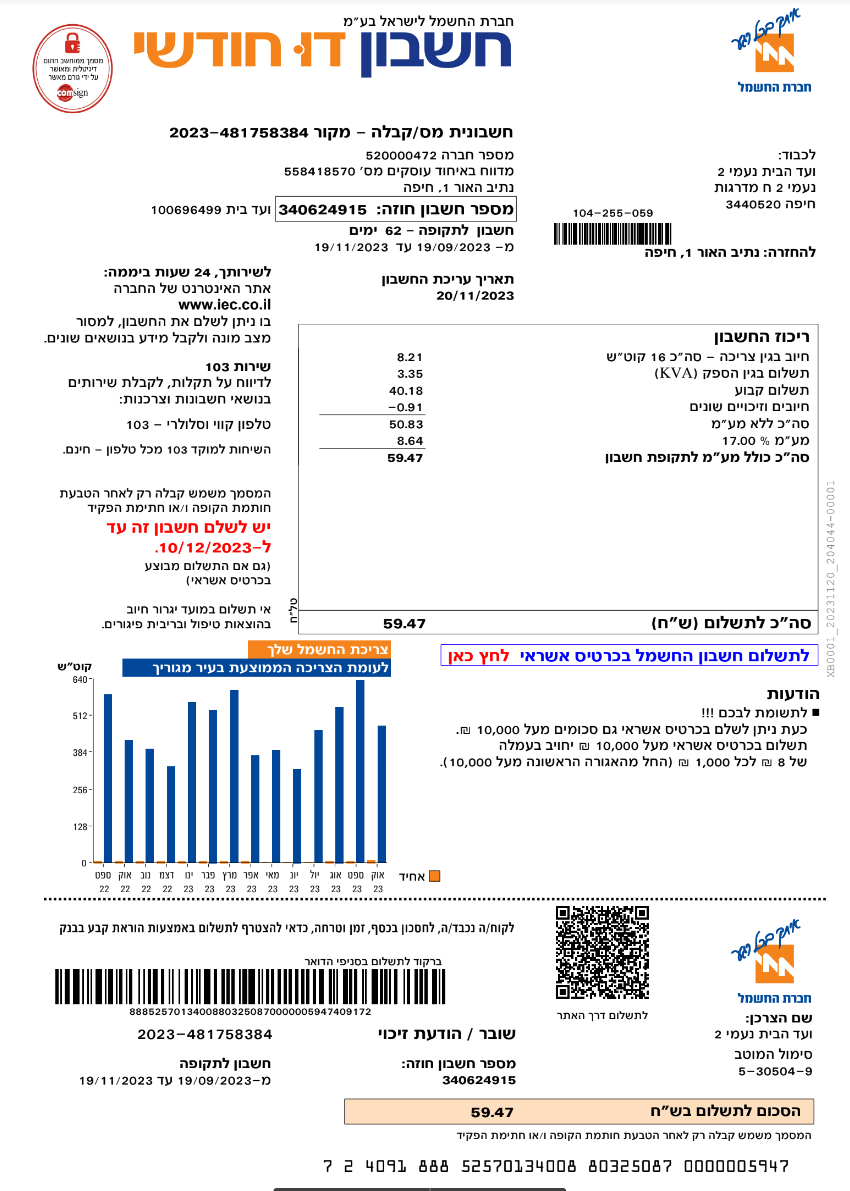 חברת החשמל לישראל בע״מ
חשבון דו חודשי
איתך בכל רגע
חברת החשמל
מסמך ממוחשב חתום
דיגיטלית ומאושר
על ידי גורם מאשר
comsign
חשבונית מס/קבלה – מקור 2023-481758384
מספר חברה 520000472
מדווח באיחוד עוסקים מס׳ 558418570
נתיב האור 1, חיפה
מספר חשבון חוזה: 340624915
ועד בית 100696499
חשבון לתקופה – 62 ימים
מ- 19/09/2023 עד 19/11/2023
לכבוד:
ועד הבית נעמי 2
נעמי 2 ח מדרגות
חיפה 3440520
104-255-059
להחזרה: נתיב האור 1, חיפה
תאריך עריכת החשבון
20/11/2023
לשירותך, 24 שעות ביממה:
אתר האינטרנט של החברה
www.iec.co.il
בו ניתן לשלם את החשבון, למסור
מצב מונה ולקבל מידע בנושאים שונים.
שירות 103
לדיווח על תקלות, לקבלת שירותים
בנושאי חשבונות וצרכנות:
טלפון קווי וסלולרי – 103
השיחות למוקד 103 מכל טלפון – חינם.
המסמך משמש קבלה רק לאחר הטבעת
חותמת הקופה ו/או חתימת הפקיד
יש לשלם חשבון זה עד
ל-10/12/2023.
(גם אם התשלום מבוצע
בכרטיס אשראי)
אי תשלום במועד יגרור חיוב
בהוצאות טיפול ובריבית פיגורים.
ריכוז החשבון
חיוב בגין צריכה – סה״כ 16 קוט״ש 8.21
תשלום בגין הספק (KVA) 3.35
תשלום קבוע 40.18
חיובים וזיכויים שונים -0.91
סה״כ ללא מע״מ 50.83
מע״מ % 17.00 8.64
סה״כ כולל מע״מ לתקופת חשבון 59.47
סה״כ לתשלום (ש״ח) 59.47
טל״ח
XB0001_20231120_204044-00001
לתשלום חשבון החשמל בכרטיס אשראי לחץ כאן
הודעות
■ לתשומת לבכם !!!
כעת ניתן לשלם בכרטיס אשראי גם סכומים מעל 10,000 ₪.
תשלום בכרטיס אשראי מעל 10,000 ₪ יחויב בעמלה
של 8 ₪ לכל 1,000 ₪ (החל מהאגורה הראשונה מעל 10,000).
צריכת החשמל שלך
לעומת הצריכה הממוצעת בעיר מגוריך
קוט״ש
640
512
384
256
128
0
ספט אוק נוב דצמ ינו פבר מרץ אפר מאי יונ יול אוג ספט אוק
22 22 22 22 23 23 23 23 23 23 23 23 23 23
אחיד
לקוח/ה נכבד/ה, לחסכון בכסף, זמן וטרחה, כדאי להצטרף לתשלום באמצעות הוראת קבע בבנק
ברקוד לתשלום בסניפי הדואר
888525701340088032508700000059474​09172
לתשלום דרך האתר
איתך בכל רגע
חברת החשמל
שם הצרכן:
ועד הבית נעמי 2
סימול המוטב
5-30504-9
שובר / הודעת זיכוי 2023-481758384
מספר חשבון חוזה:
340624915
חשבון לתקופה
מ-19/09/2023 עד 19/11/2023
הסכום לתשלום בש״ח 59.47
המסמך משמש קבלה רק לאחר הטבעת חותמת הקופה ו/או חתימת הפקיד
7 2 4091 888 52570134008 80325087 0000005947